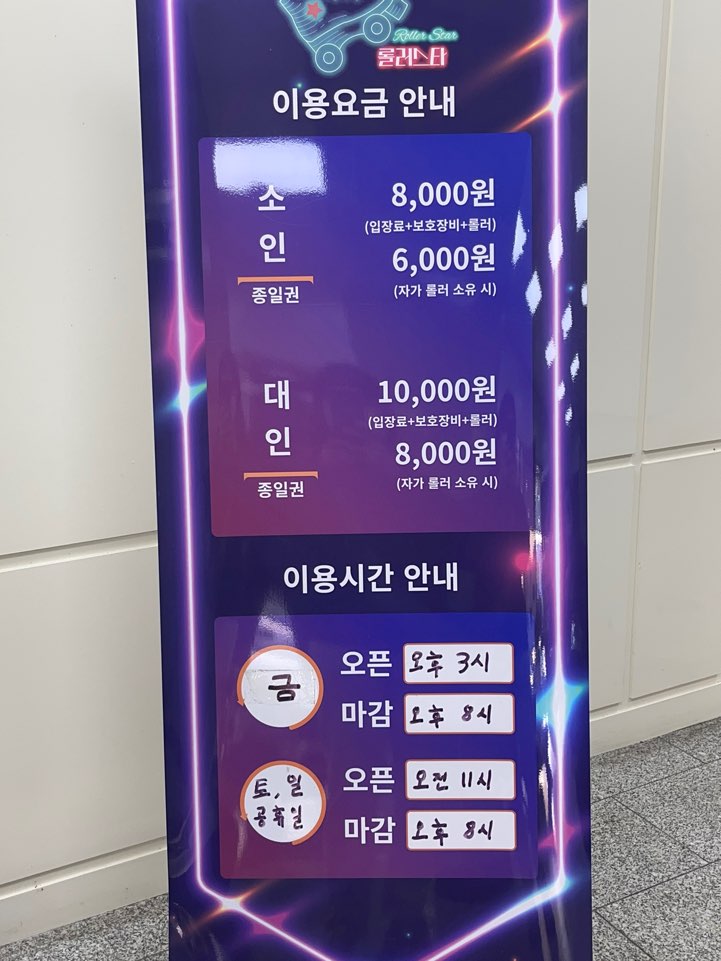 Roller Star
롤러스타
이용요금 안내
소인
종일권
8,000원
(입장료+보호장비+롤러)
6,000원
(자가 롤러 소유 시)
대인
종일권
10,000원
(입장료+보호장비+롤러)
8,000원
(자가 롤러 소유 시)
이용시간 안내
금
오픈 오후 3시
마감 오후 8시
토, 일
공휴일
오픈 오전 11시
마감 오후 8시